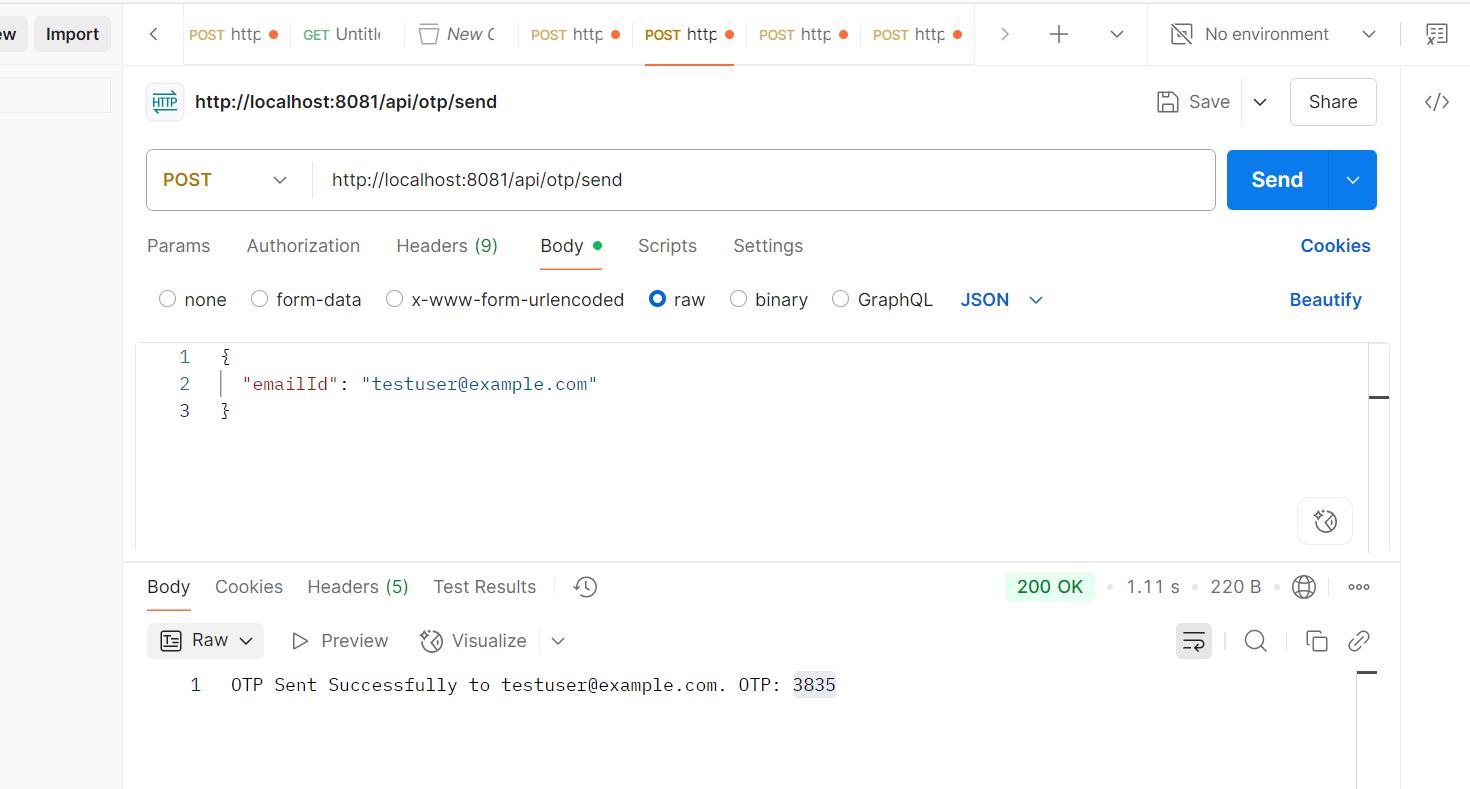 ew Import
POST http GET Untitle New C POST http POST http POST http POST http No environment
HTTP http://localhost:8081/api/otp/send Save Share
POST http://localhost:8081/api/otp/send Send
Params Authorization Headers (9) Body Scripts Settings Cookies
none form-data x-www-form-urlencoded raw binary GraphQL JSON Beautify
1 {
2 "emailId": "testuser@example.com"
3 }
Body Cookies Headers (5) Test Results 200 OK 1.11 s 220 B
Raw Preview Visualize
1 OTP Sent Successfully to testuser@example.com. OTP: 3835